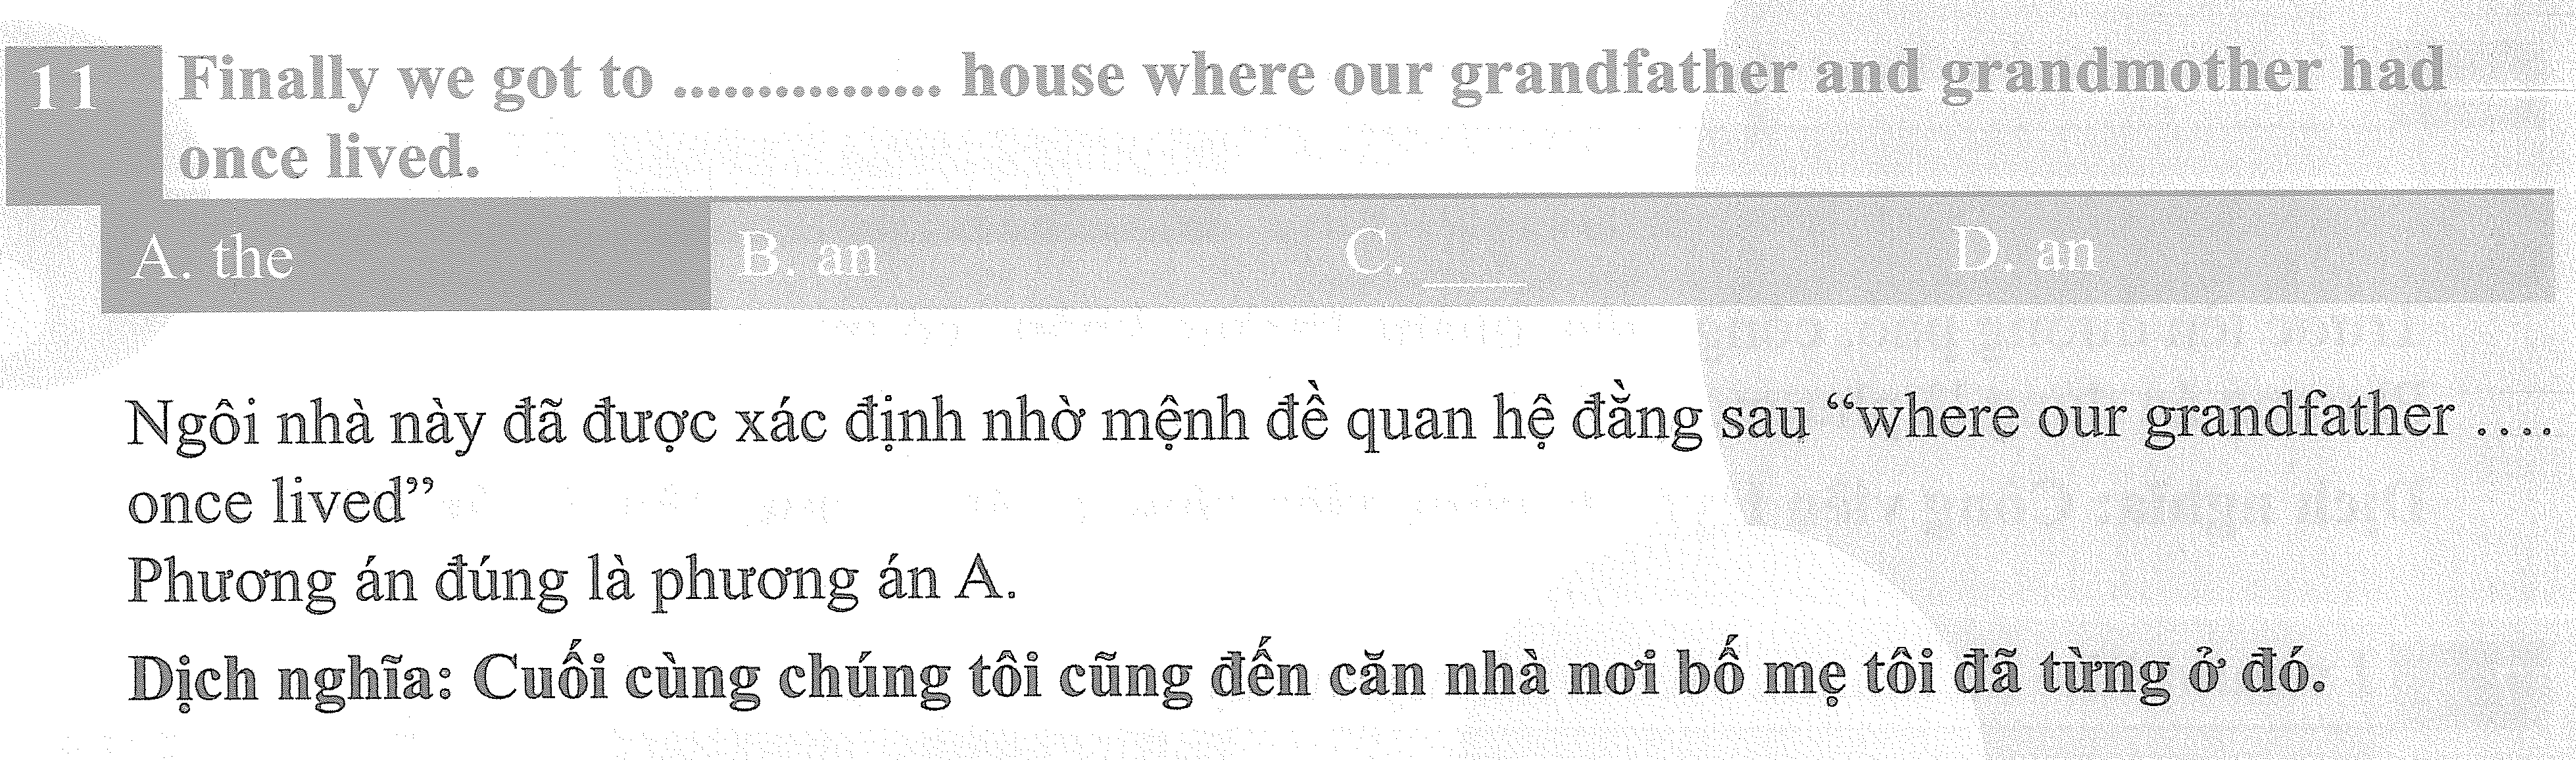 11 Finally we got to ............... house where our grandfather and grandmother had
once lived.
A. the B. an C. ____ D. an
Ngôi nhà này đã được xác định nhờ mệnh đề quan hệ đằng sau “where our grandfather ....
once lived”
Phương án đúng là phương án A.
Dịch nghĩa: Cuối cùng chúng tôi cũng đến căn nhà nơi bố mẹ tôi đã từng ở đó.